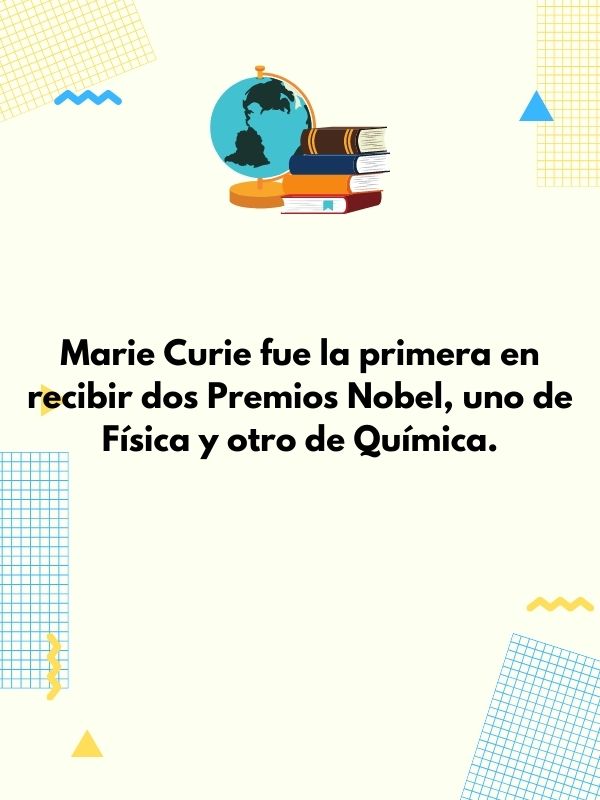 Marie Curie fue la primera en
recibir dos Premios Nobel, uno de
Física y otro de Química.